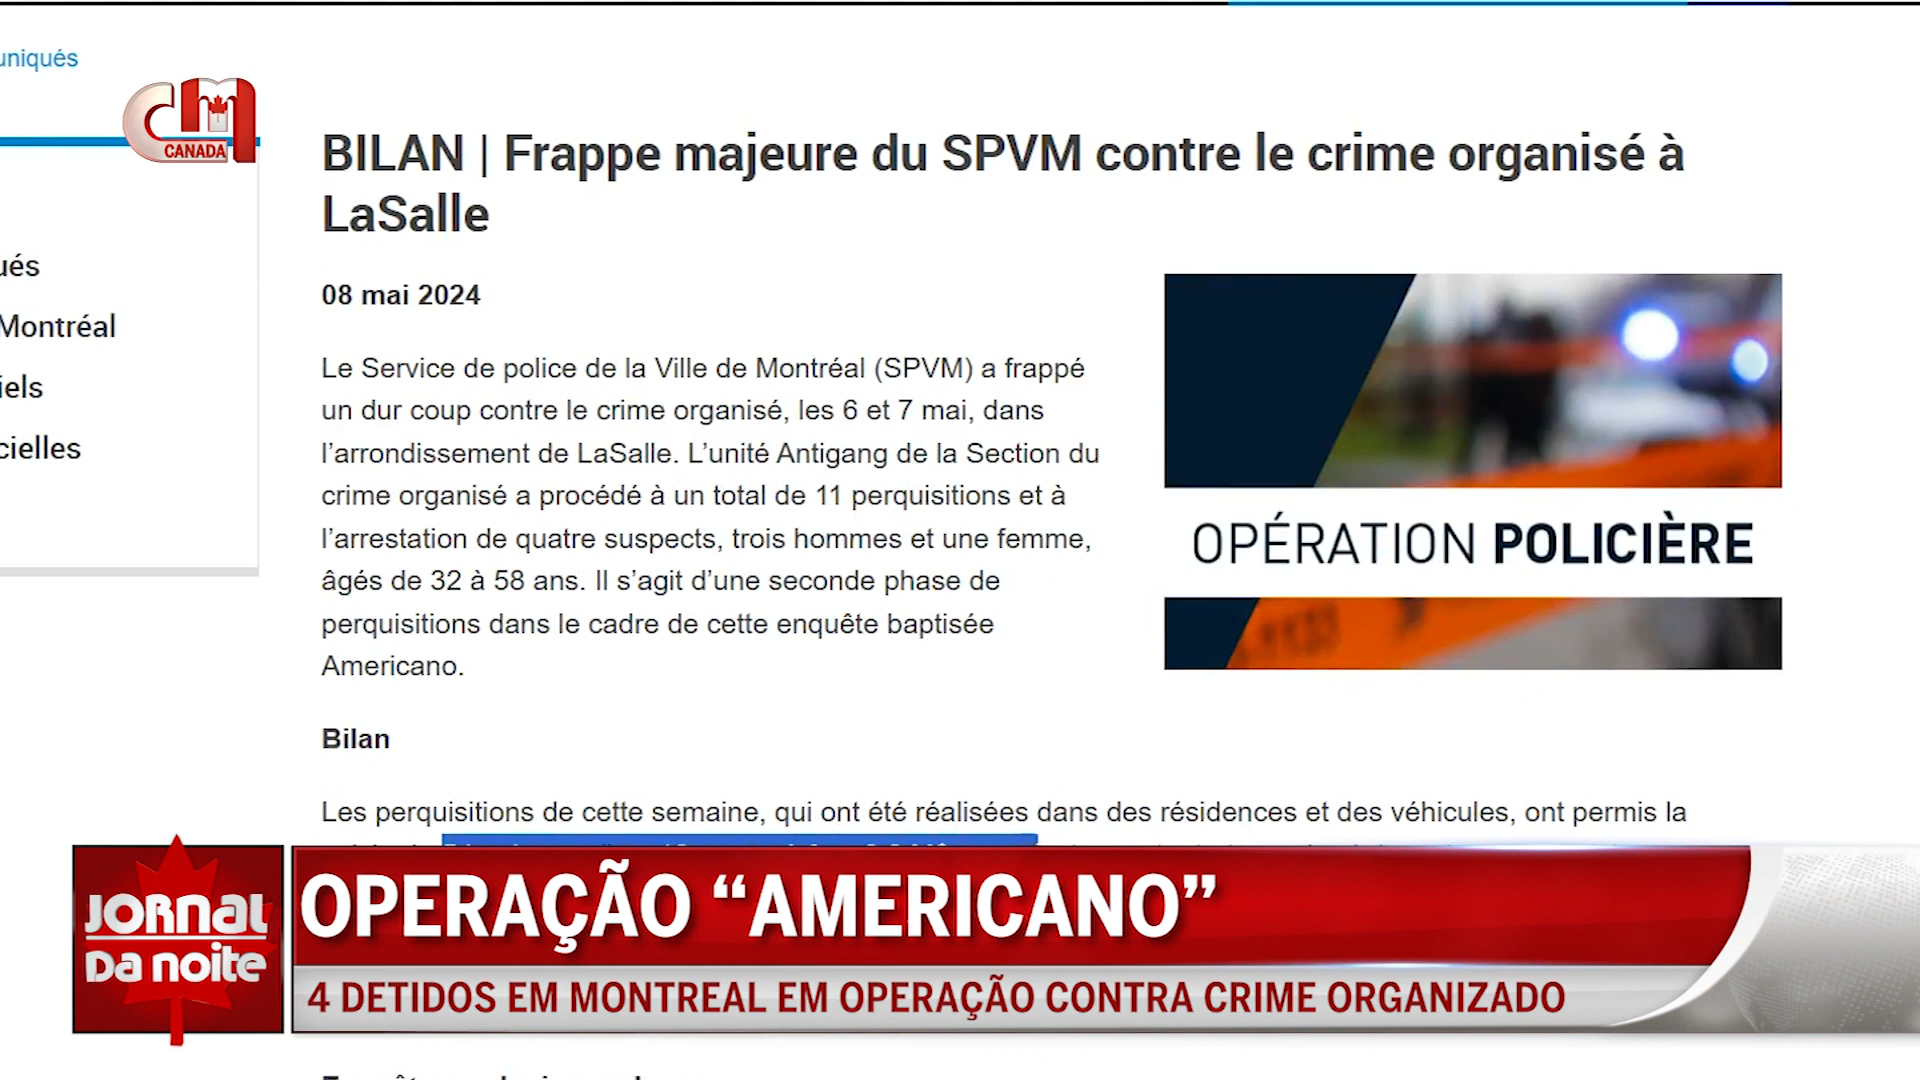 uniqués
CM
CANADA
BILAN | Frappe majeure du SPVM contre le crime organisé à
LaSalle
ués
08 mai 2024
Montréal
iels
cielles
Le Service de police de la Ville de Montréal (SPVM) a frappé
un dur coup contre le crime organisé, les 6 et 7 mai, dans
l’arrondissement de LaSalle. L’unité Antigang de la Section du
crime organisé a procédé à un total de 11 perquisitions et à
l’arrestation de quatre suspects, trois hommes et une femme,
âgés de 32 à 58 ans. Il s’agit d’une seconde phase de
perquisitions dans le cadre de cette enquête baptisée
Americano.
OPÉRATION POLICIÈRE
Bilan
Les perquisitions de cette semaine, qui ont été réalisées dans des résidences et des véhicules, ont permis la
JORNAL
DA NOITE
OPERAÇÃO “AMERICANO”
4 DETIDOS EM MONTREAL EM OPERAÇÃO CONTRA CRIME ORGANIZADO